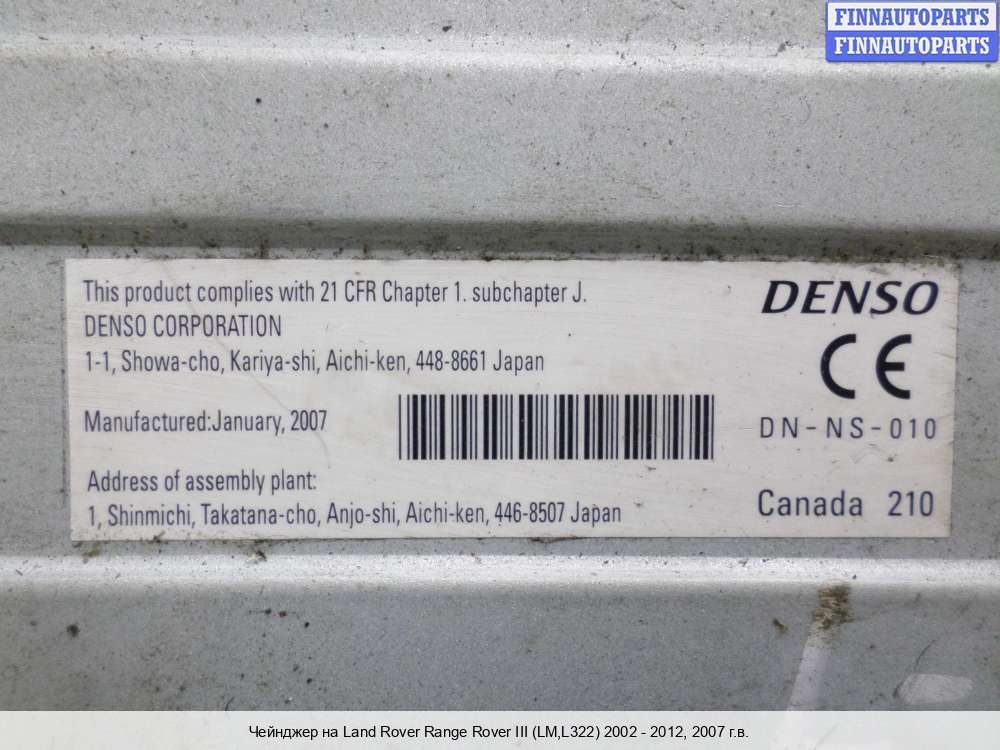 FINNAUTOPARTS
FINNAUTOPARTS
This product complies with 21 CFR Chapter 1. subchapter J.
DENSO CORPORATION
1-1, Showa-cho, Kariya-shi, Aichi-ken, 448-8661 Japan
Manufactured:January, 2007
Address of assembly plant:
1, Shinmichi, Takatana-cho, Anjo-shi, Aichi-ken, 446-8507 Japan
DENSO
CE
DN-NS-010
Canada 210
Чейнджер на Land Rover Range Rover III (LM,L322) 2002 - 2012, 2007 г.в.